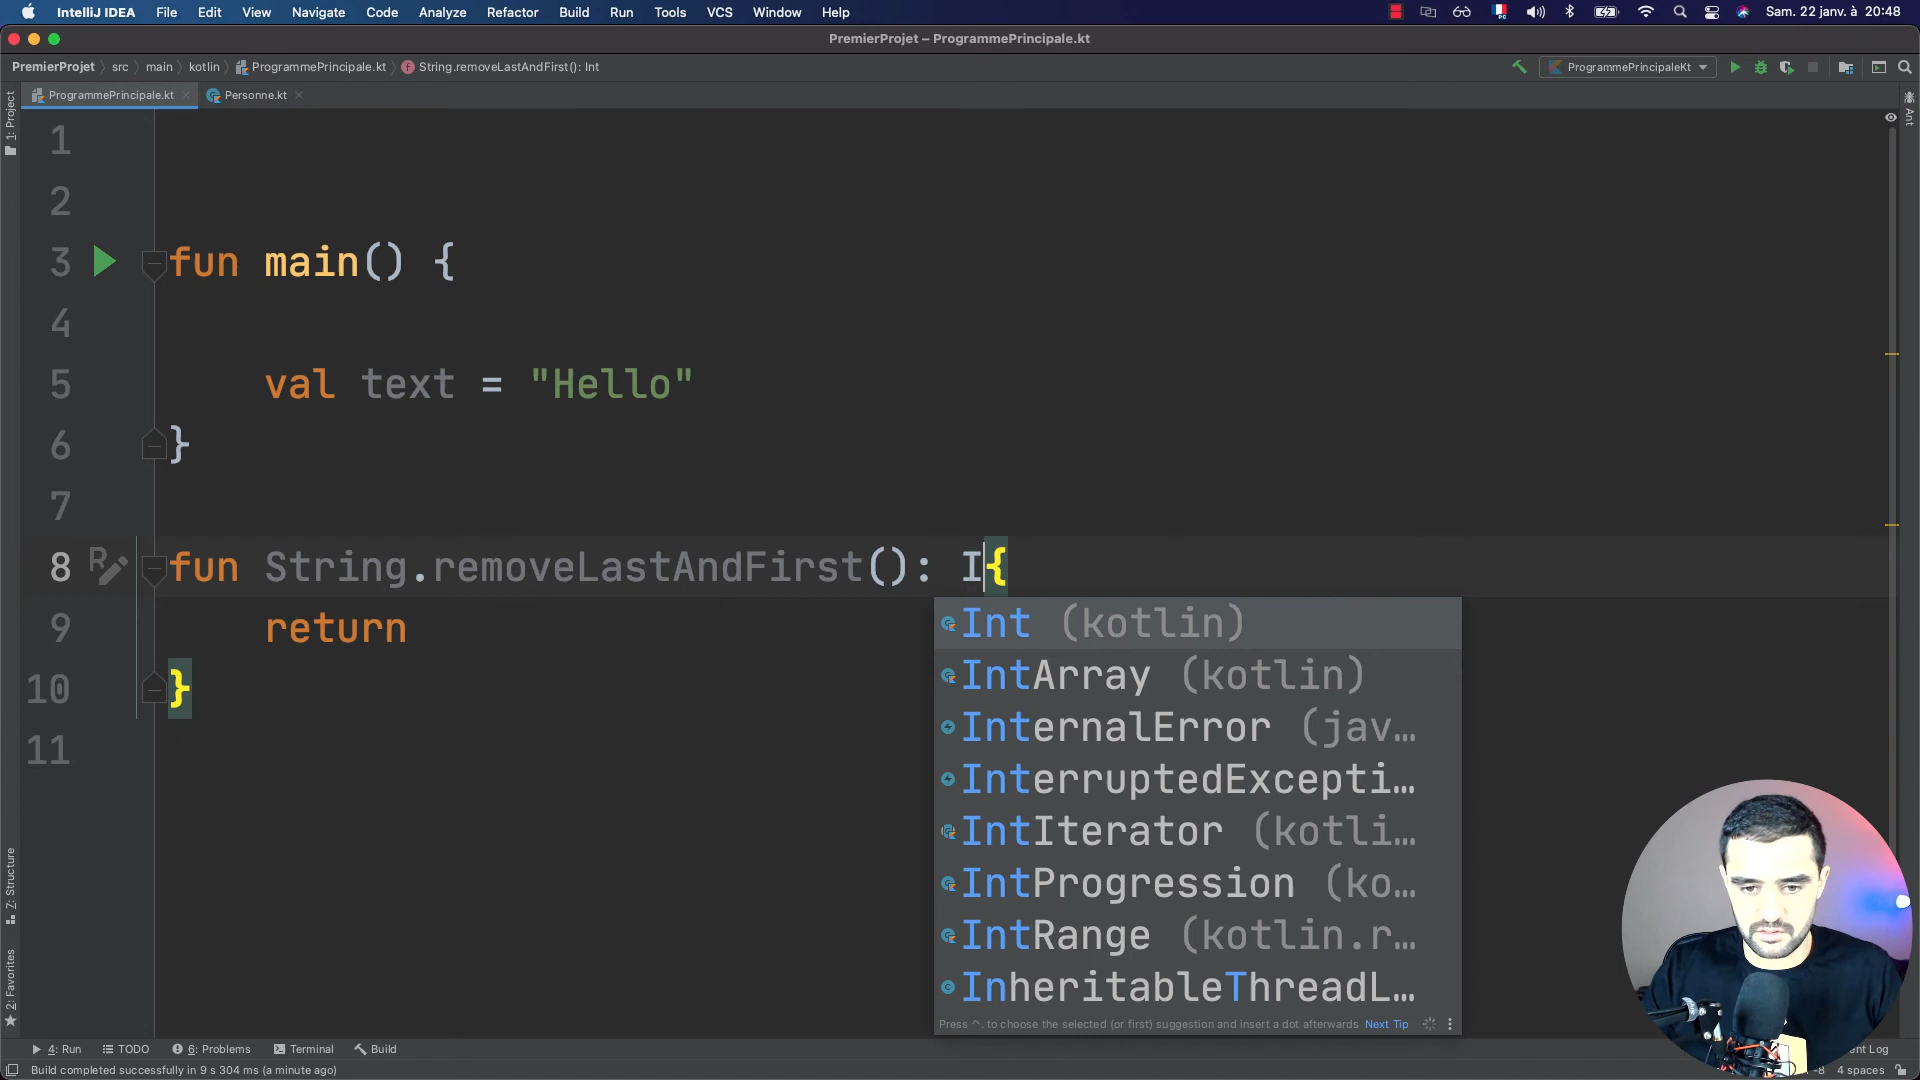 IntelliJ IDEA File Edit View Navigate Code Analyze Refactor Build Run Tools VCS Window Help Sam. 22 janv. à 20:48
PremierProjet – ProgrammePrincipale.kt
PremierProjet src main kotlin ProgrammePrincipale.kt String.removeLastAndFirst(): Int ProgrammePrincipaleKt
ProgrammePrincipale.kt Personne.kt
1: Project
Ant
1
2
3 fun main() {
4
5 val text = "Hello"
6 }
7
8 fun String.removeLastAndFirst(): I{
9 return
10 }
11
Int (kotlin)
IntArray (kotlin)
InternalError (jav…
InterruptedExcepti…
IntIterator (kotli…
IntProgression (ko…
IntRange (kotlin.r…
InheritableThreadL…
Press ^. to choose the selected (or first) suggestion and insert a dot afterwards Next Tip
Z: Structure
2: Favorites
4: Run TODO 6: Problems Terminal Build nt Log
Build completed successfully in 9 s 304 ms (a minute ago) -8 4 spaces